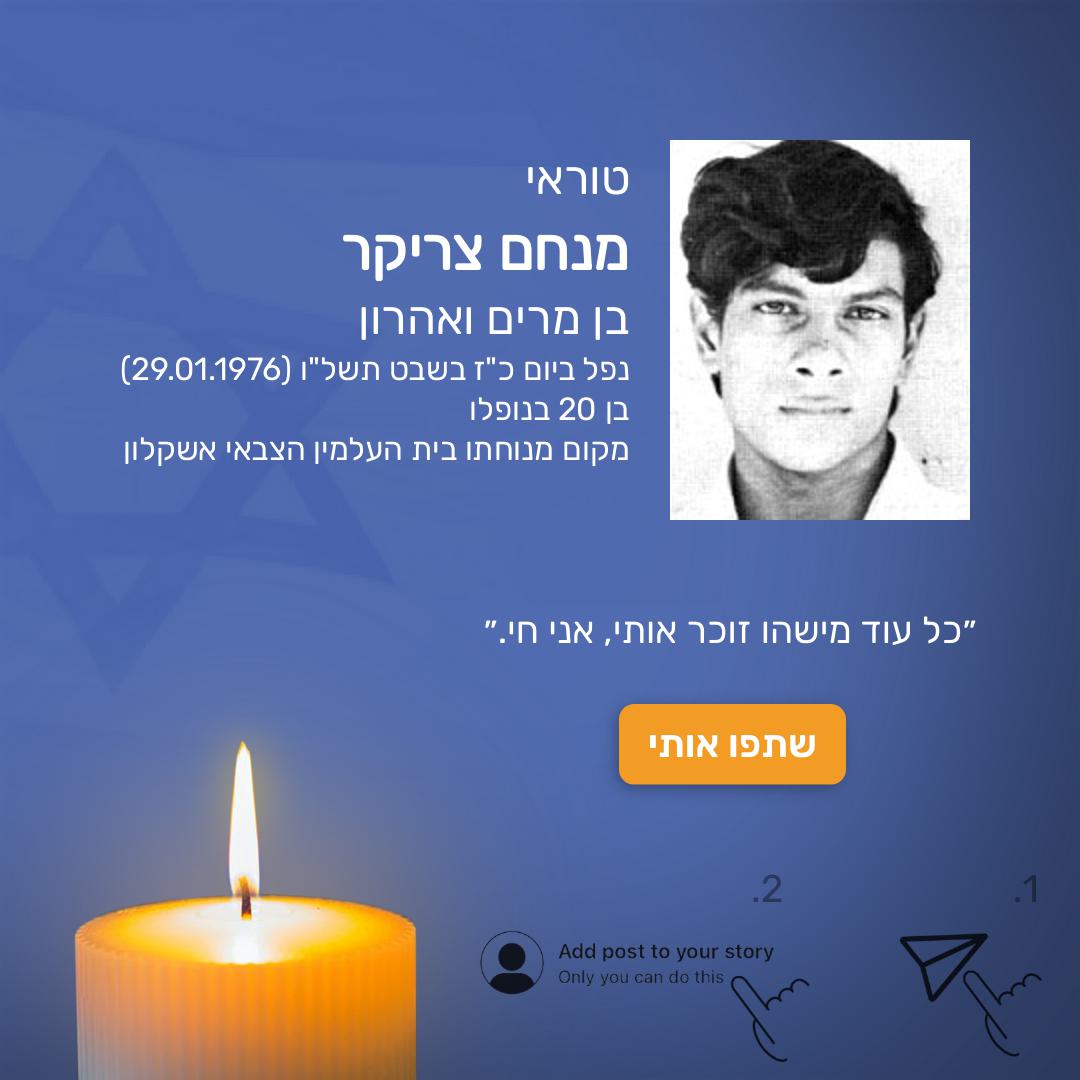 טוראי
מנחם צריקר
בן מרים ואהרון
נפל ביום כ"ז בשבט תשל"ו (29.01.1976)
בן 20 בנופלו
מקום מנוחתו בית העלמין הצבאי אשקלון
״כל עוד מישהו זוכר אותי, אני חי.״
שתפו אותי
.1
.2
Add post to your story
Only you can do this